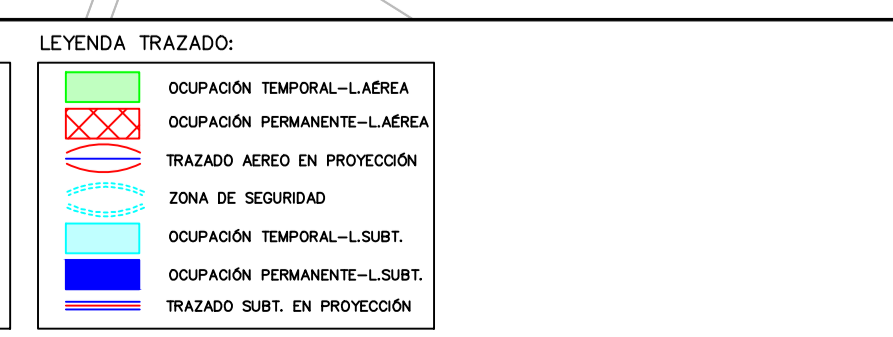 LEYENDA TRAZADO:
OCUPACIÓN TEMPORAL-L.AÉREA
OCUPACIÓN PERMANENTE-L.AÉREA
TRAZADO AEREO EN PROYECCIÓN
ZONA DE SEGURIDAD
OCUPACIÓN TEMPORAL-L.SUBT.
OCUPACIÓN PERMANENTE-L.SUBT.
TRAZADO SUBT. EN PROYECCIÓN